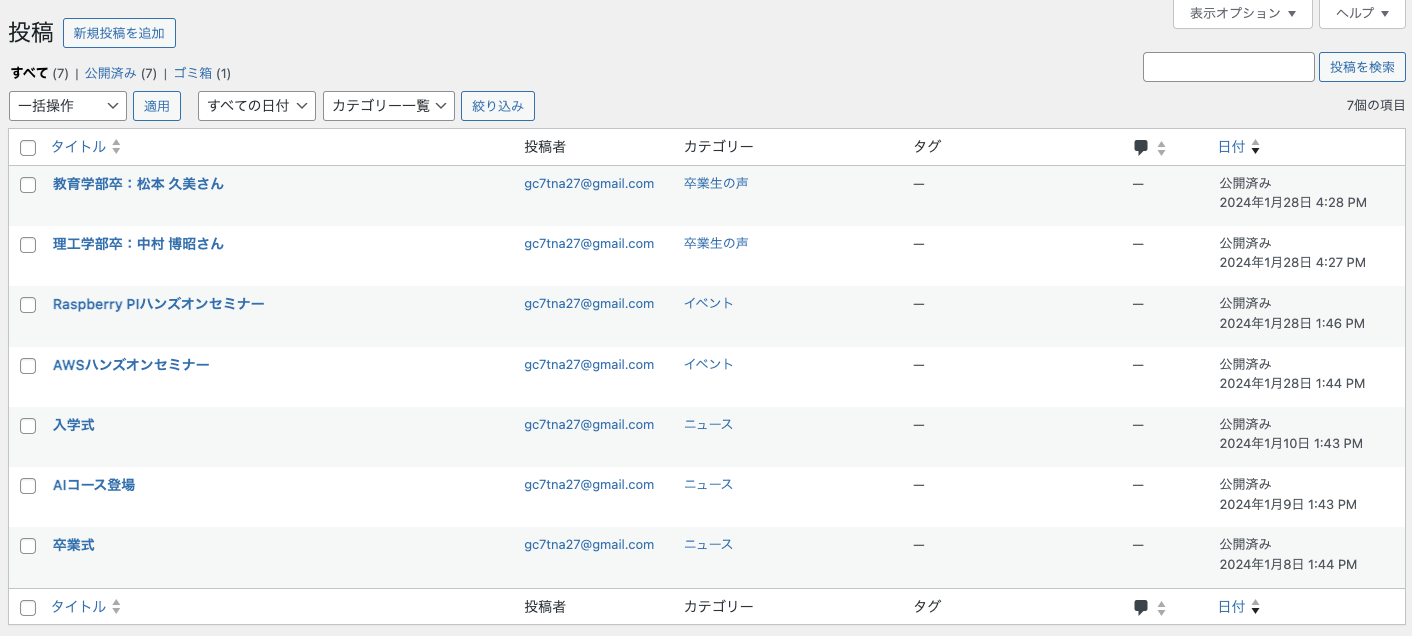 表示オプション ▼ ヘルプ ▼
投稿 新規投稿を追加
すべて (7) | 公開済み (7) | ゴミ箱 (1)
投稿を検索
一括操作 適用 すべての日付 カテゴリー一覧 絞り込み 7個の項目
タイトル 投稿者 カテゴリー タグ 日付
教育学部卒：松本 久美さん gc7tna27@gmail.com 卒業生の声 — — 公開済み
2024年1月28日 4:28 PM
理工学部卒：中村 博昭さん gc7tna27@gmail.com 卒業生の声 — — 公開済み
2024年1月28日 4:27 PM
Raspberry PIハンズオンセミナー gc7tna27@gmail.com イベント — — 公開済み
2024年1月28日 1:46 PM
AWSハンズオンセミナー gc7tna27@gmail.com イベント — — 公開済み
2024年1月28日 1:44 PM
入学式 gc7tna27@gmail.com ニュース — — 公開済み
2024年1月10日 1:43 PM
AIコース登場 gc7tna27@gmail.com ニュース — — 公開済み
2024年1月9日 1:43 PM
卒業式 gc7tna27@gmail.com ニュース — — 公開済み
2024年1月8日 1:44 PM
タイトル 投稿者 カテゴリー タグ 日付